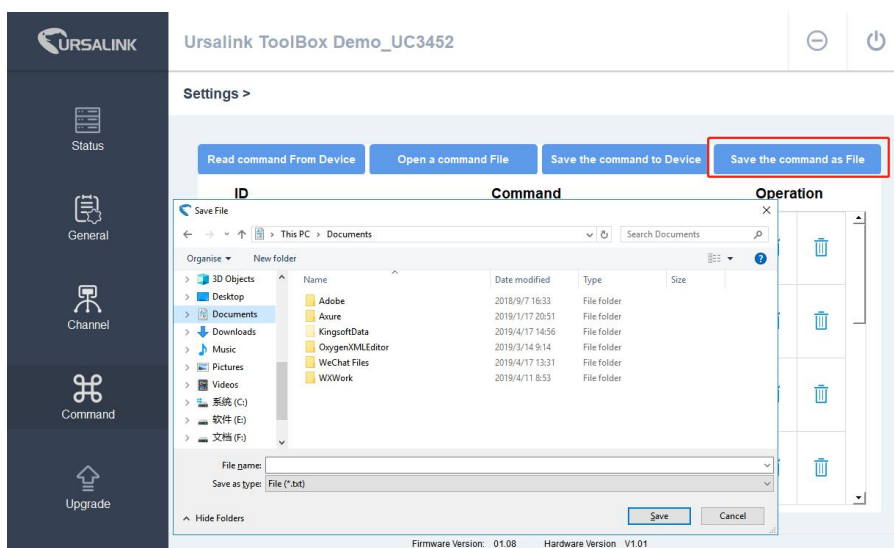 URSALINK
Ursalink ToolBox Demo_UC3452
Settings >
Status
General
Channel
Command
Upgrade
Read command From Device
Open a command File
Save the command to Device
Save the command as File
ID Command Operation
Save File
This PC > Documents
Search Documents
Organise
New folder
Name Date modified Type Size
3D Objects
Desktop
Documents
Downloads
Music
Pictures
Videos
系统 (C:)
软件 (E:)
文档 (F:)
Adobe 2018/9/7 16:33 File folder
Axure 2019/1/17 20:51 File folder
KingsoftData 2019/4/17 14:56 File folder
OxygenXMLEditor 2019/3/14 9:14 File folder
WeChat Files 2019/4/17 13:31 File folder
WXWork 2019/4/11 8:53 File folder
File name:
Save as type: File (*.txt)
Hide Folders
Save
Cancel
Firmware Version: 01.08 Hardware Version V1.01